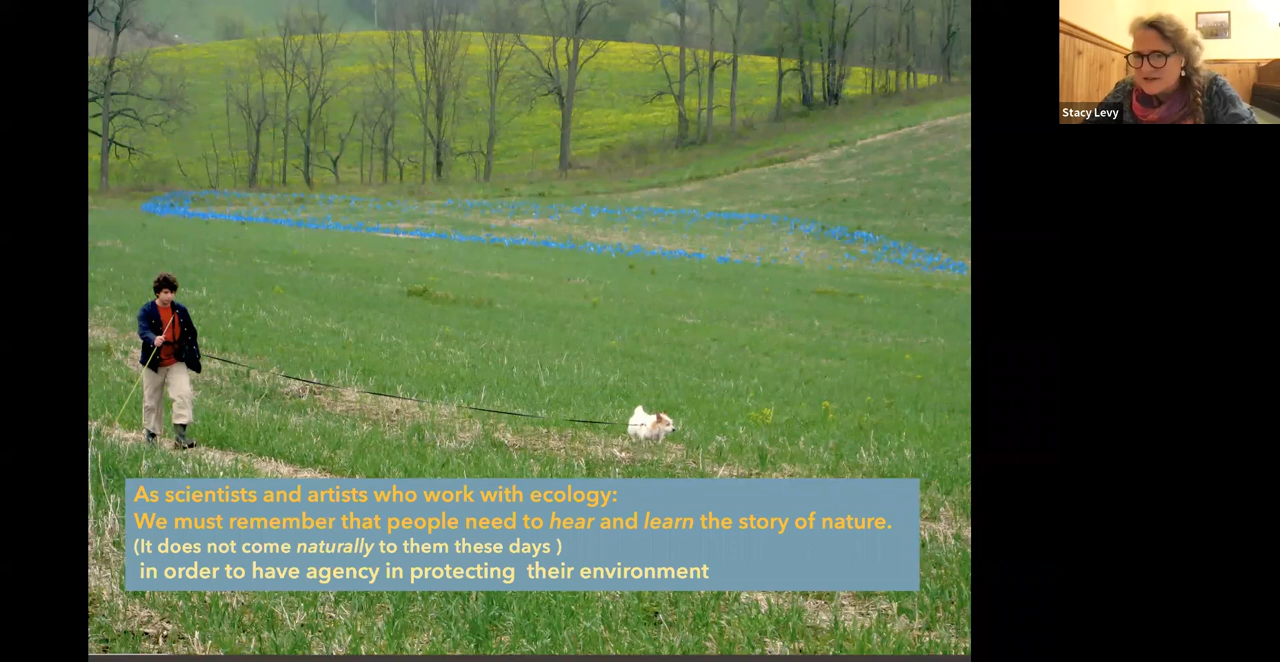 Stacy Levy
As scientists and artists who work with ecology:
We must remember that people need to hear and learn the story of nature.
(It does not come naturally to them these days )
in order to have agency in protecting  their environment